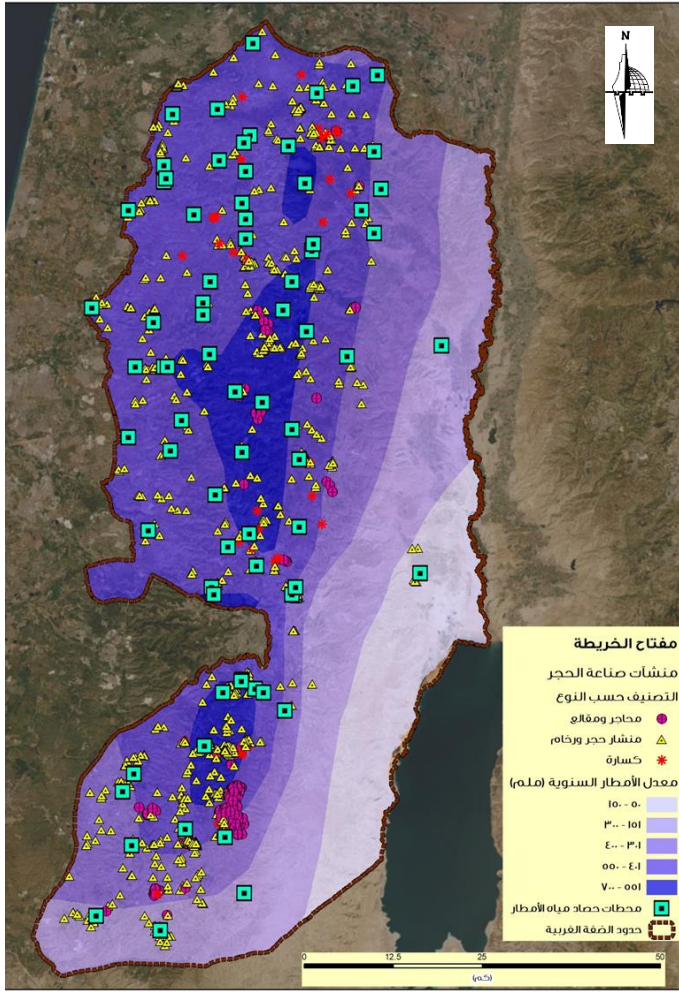 N
مفتاح الخريطة
منشآت صناعة الحجر
التصنيف حسب النوع
محاجر ومقالع
منشار حجر ورخام
كسارة
معدل الأمطار السنوية (ملم)
٥٠ - ١٥٠
١٥١ - ٣٠٠
٣٠١ - ٤٠٠
٤٠١ - ٥٥٠
٥٥١ - ٧٠٠
محطات حصاد مياه الأمطار
حدود الضفة الغربية
0 12.5 25 50
(كم)